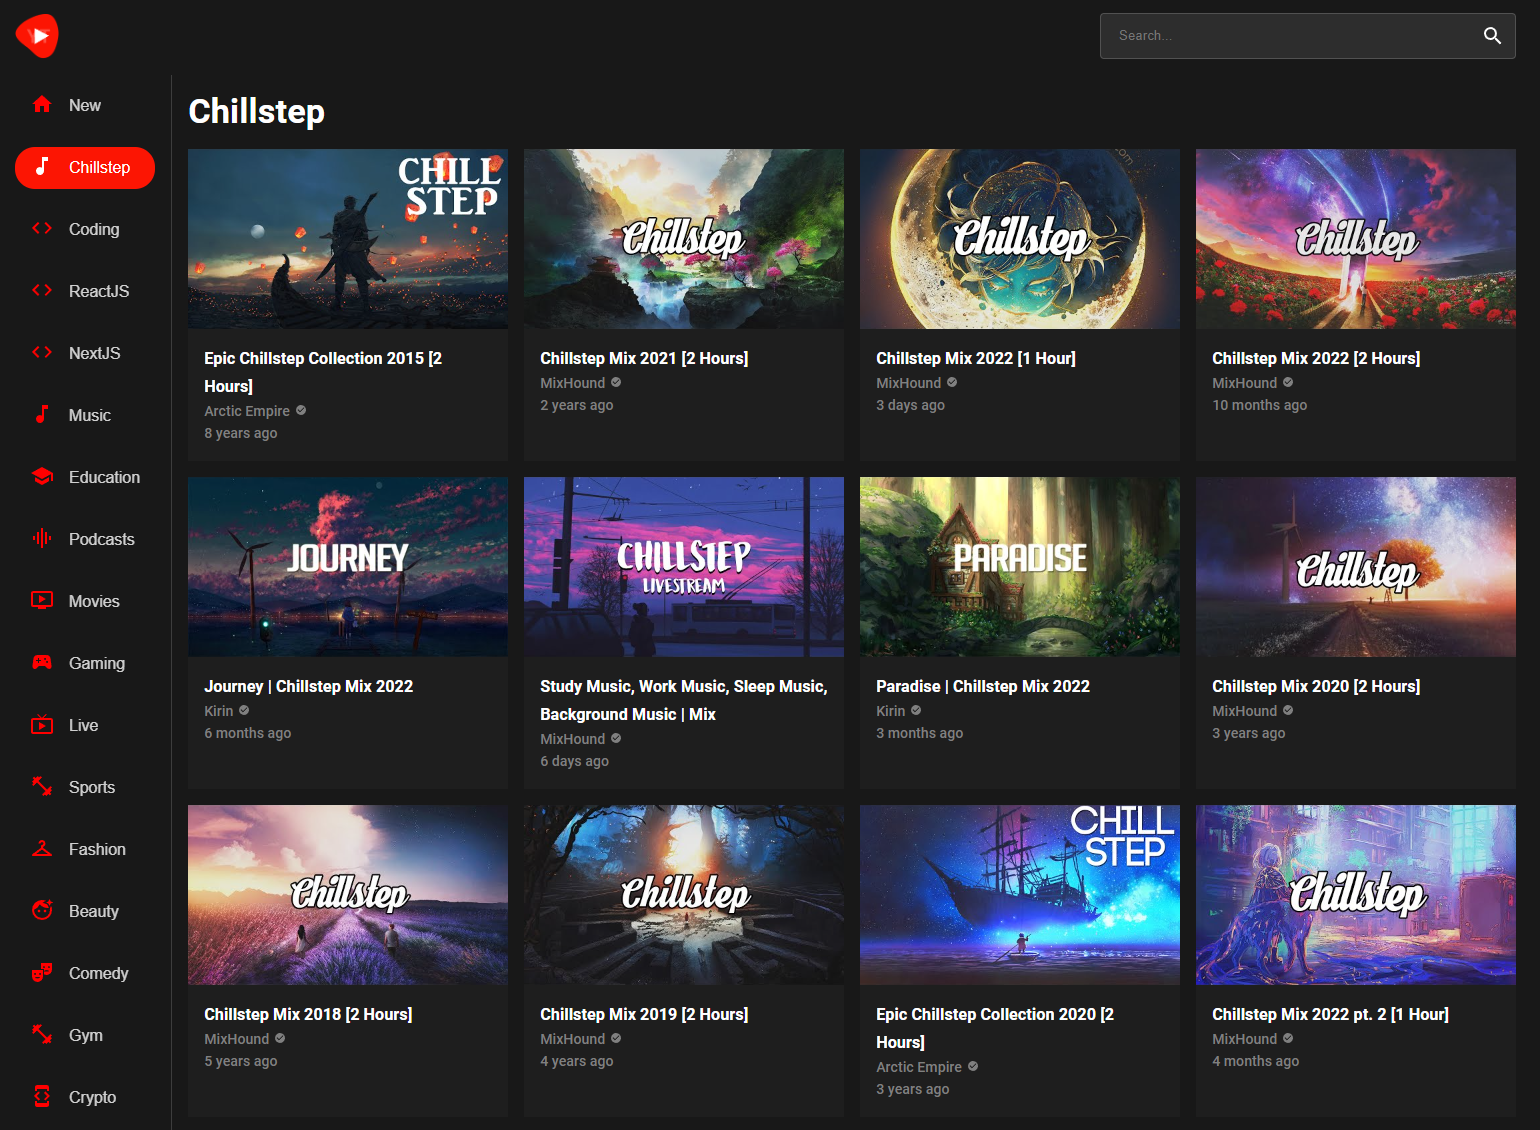 Search...
New
Chillstep
Coding
ReactJS
NextJS
Music
Education
Podcasts
Movies
Gaming
Live
Sports
Fashion
Beauty
Comedy
Gym
Crypto
Chillstep
CHILL
STEP
Chillstep
.com
Chillstep
Chillstep
Epic Chillstep Collection 2015 [2
Hours]
Arctic Empire
8 years ago
Chillstep Mix 2021 [2 Hours]
MixHound
2 years ago
Chillstep Mix 2022 [1 Hour]
MixHound
3 days ago
Chillstep Mix 2022 [2 Hours]
MixHound
10 months ago
JOURNEY
CHILLSTEP
LIVESTREAM
PARADISE
Chillstep
Journey | Chillstep Mix 2022
Kirin
6 months ago
Study Music, Work Music, Sleep Music,
Background Music | Mix
MixHound
6 days ago
Paradise | Chillstep Mix 2022
Kirin
3 months ago
Chillstep Mix 2020 [2 Hours]
MixHound
3 years ago
Chillstep
Chillstep
CHILL
STEP
Chillstep
Chillstep Mix 2018 [2 Hours]
MixHound
5 years ago
Chillstep Mix 2019 [2 Hours]
MixHound
4 years ago
Epic Chillstep Collection 2020 [2
Hours]
Arctic Empire
3 years ago
Chillstep Mix 2022 pt. 2 [1 Hour]
MixHound
4 months ago